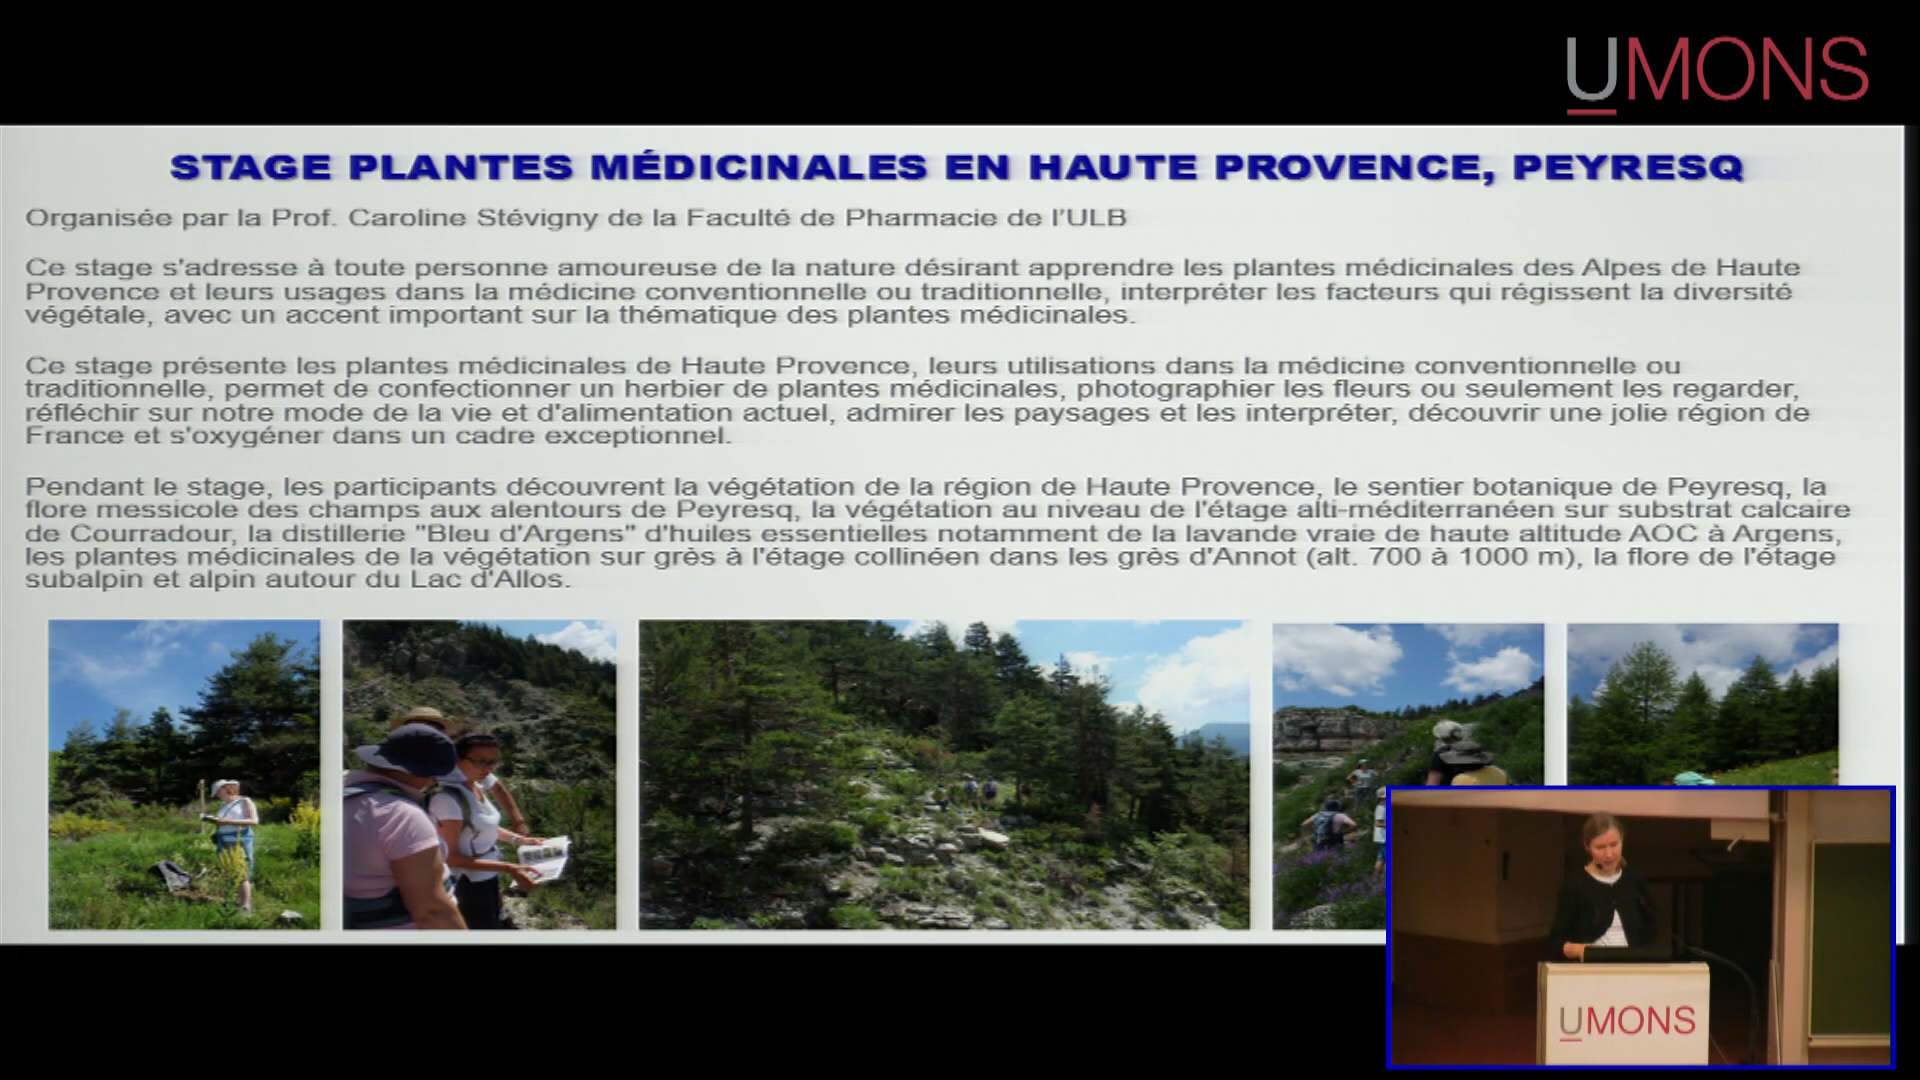 UMONS
STAGE PLANTES MÉDICINALES EN HAUTE PROVENCE, PEYRESQ
Organisée par la Prof. Caroline Stévigny de la Faculté de Pharmacie de l'ULB
Ce stage s'adresse à toute personne amoureuse de la nature désirant apprendre les plantes médicinales des Alpes de Haute
Provence et leurs usages dans la médicine conventionnelle ou traditionnelle, interpréter les facteurs qui régissent la diversité
végétale, avec un accent important sur la thématique des plantes médicinales.
Ce stage présente les plantes médicinales de Haute Provence, leurs utilisations dans la médicine conventionnelle ou
traditionnelle, permet de confectionner un herbier de plantes médicinales, photographier les fleurs ou seulement les regarder,
réfléchir sur notre mode de la vie et d'alimentation actuel, admirer les paysages et les interpréter, découvrir une jolie région de
France et s'oxygéner dans un cadre exceptionnel.
Pendant le stage, les participants découvrent la végétation de la région de Haute Provence, le sentier botanique de Peyresq, la
flore messicole des champs aux alentours de Peyresq, la végétation au niveau de l'étage alti-méditerranéen sur substrat calcaire
de Courradour, la distillerie "Bleu d'Argens" d'huiles essentielles notamment de la lavande vraie de haute altitude AOC à Argens,
les plantes médicinales de la végétation sur grès à l'étage collinéen dans les grès d'Annot (alt. 700 à 1000 m), la flore de l'étage
subalpin et alpin autour du Lac d'Allos.
UMONS